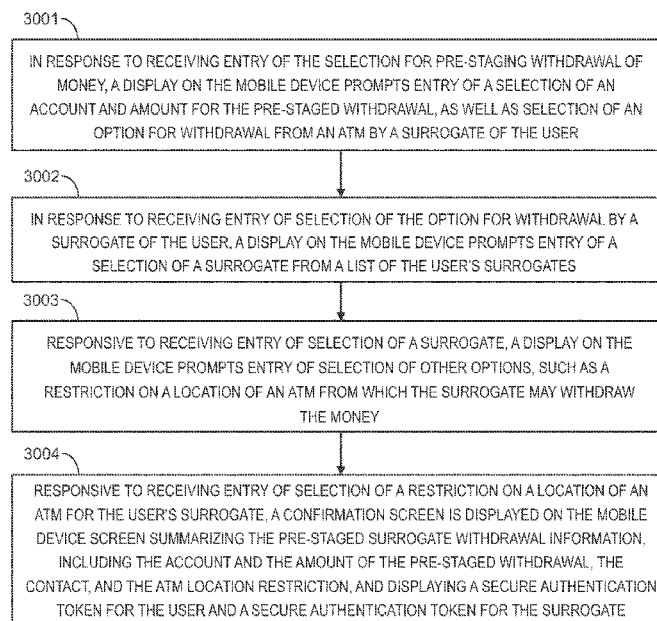 3001
IN RESPONSE TO RECEIVING ENTRY OF THE SELECTION FOR PRE-STAGING WITHDRAWAL OF
MONEY, A DISPLAY ON THE MOBILE DEVICE PROMPTS ENTRY OF A SELECTION OF AN
ACCOUNT AND AMOUNT FOR THE PRE-STAGED WITHDRAWAL, AS WELL AS SELECTION OF AN
OPTION FOR WITHDRAWAL FROM AN ATM BY A SURROGATE OF THE USER
3002
IN RESPONSE TO RECEIVING ENTRY OF SELECTION OF THE OPTION FOR WITHDRAWAL BY A
SURROGATE OF THE USER, A DISPLAY ON THE MOBILE DEVICE PROMPTS ENTRY OF A
SELECTION OF A SURROGATE FROM A LIST OF THE USER'S SURROGATES
3003
RESPONSIVE TO RECEIVING ENTRY OF SELECTION OF A SURROGATE, A DISPLAY ON THE
MOBILE DEVICE PROMPTS ENTRY OF SELECTION OF OTHER OPTIONS, SUCH AS A
RESTRICTION ON A LOCATION OF AN ATM FROM WHICH THE SURROGATE MAY WITHDRAW
THE MONEY
3004
RESPONSIVE TO RECEIVING ENTRY OF SELECTION OF A RESTRICTION ON A LOCATION OF AN
ATM FOR THE USER'S SURROGATE, A CONFIRMATION SCREEN IS DISPLAYED ON THE MOBILE
DEVICE SCREEN SUMMARIZING THE PRE-STAGED SURROGATE WITHDRAWAL INFORMATION,
INCLUDING THE ACCOUNT AND THE AMOUNT OF THE PRE-STAGED WITHDRAWAL, THE
CONTACT, AND THE ATM LOCATION RESTRICTION, AND DISPLAYING A SECURE AUTHENTICATION
TOKEN FOR THE USER AND A SECURE AUTHENTICATION TOKEN FOR THE SURROGATE